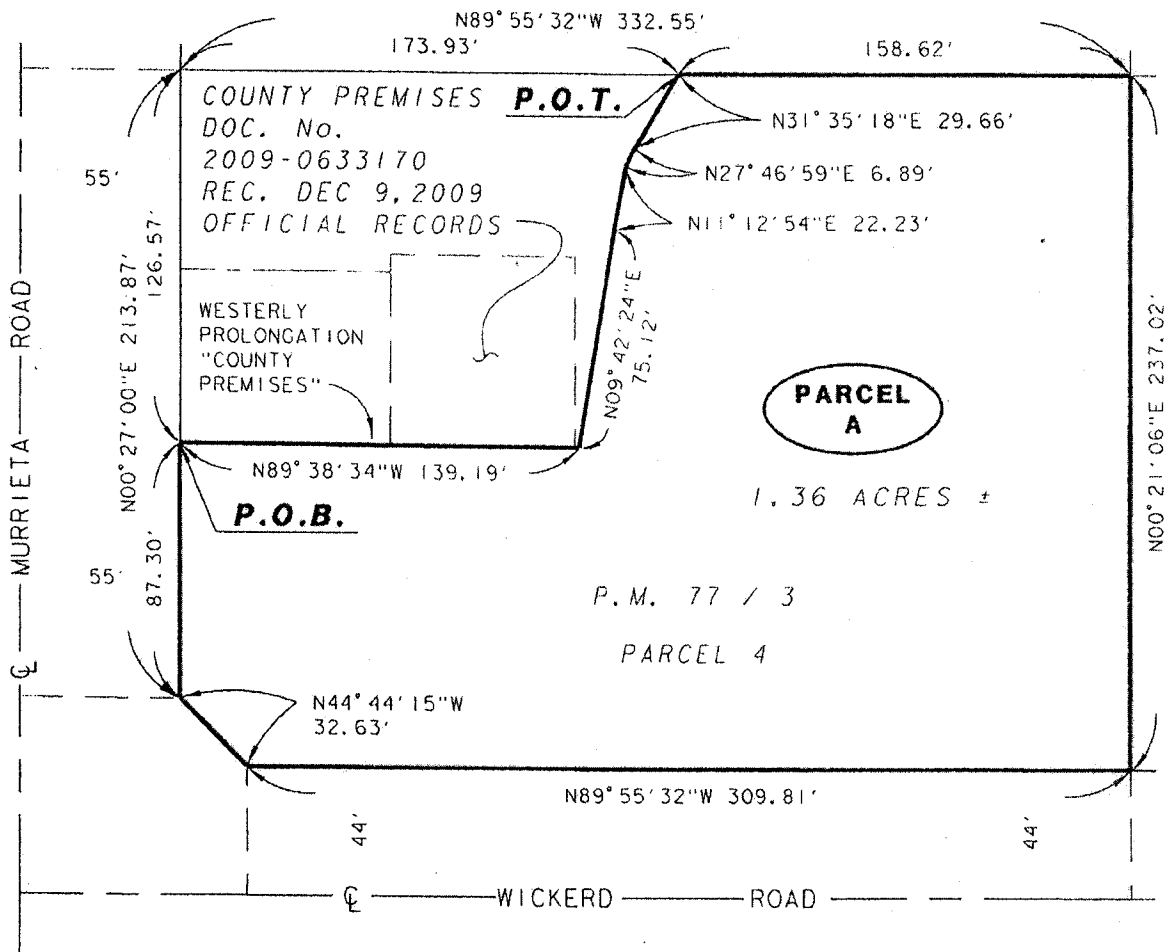 N89°55'32"W 332.55'
173.93'
158.62'
COUNTY PREMISES
DOC. No.
2009-0633170
REC. DEC 9, 2009
OFFICIAL RECORDS
P.O.T.
N31°35'18"E 29.66'
N27°46'59"E 6.89'
N11°12'54"E 22.23'
55'
N00°27'00"E 213.87'
126.57'
WESTERLY
PROLONGATION
"COUNTY
PREMISES"
N09°42'24"E
75.12'
PARCEL
A
1.36 ACRES ±
N00°21'06"E 237.02'
MURRIETA ROAD
N89°38'34"W 139.19'
P.O.B.
87.30'
55'
P.M. 77 / 3
PARCEL 4
℄
N44°44'15"W
32.63'
N89°55'32"W 309.81'
44'
44'
℄ WICKERD ROAD